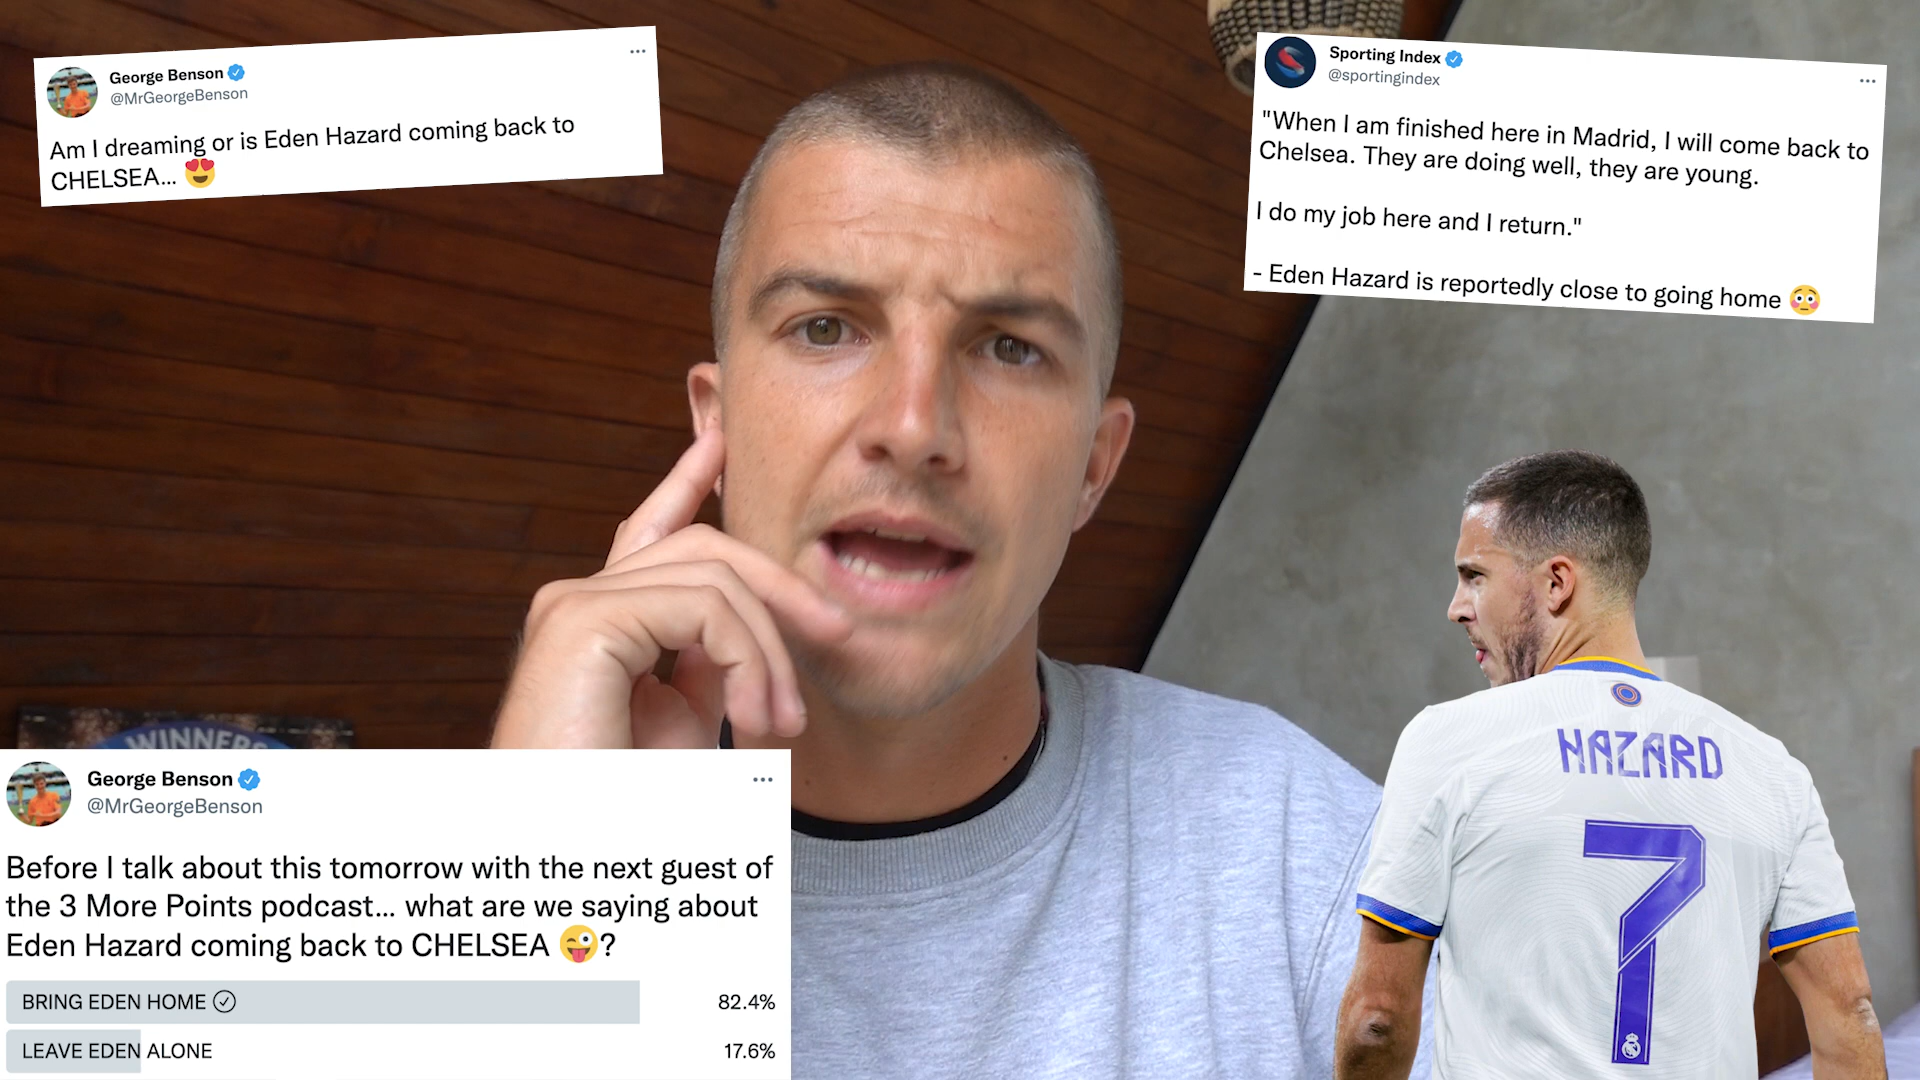 George Benson
@MrGeorgeBenson
Am I dreaming or is Eden Hazard coming back to
CHELSEA... 😍
Sporting Index
@sportingindex
"When I am finished here in Madrid, I will come back to
Chelsea. They are doing well, they are young.
I do my job here and I return."
- Eden Hazard is reportedly close to going home 😳
WINNERS
HAZARD
7
George Benson
@MrGeorgeBenson
Before I talk about this tomorrow with the next guest of
the 3 More Points podcast... what are we saying about
Eden Hazard coming back to CHELSEA 😜?
BRING EDEN HOME 82.4%
LEAVE EDEN ALONE 17.6%